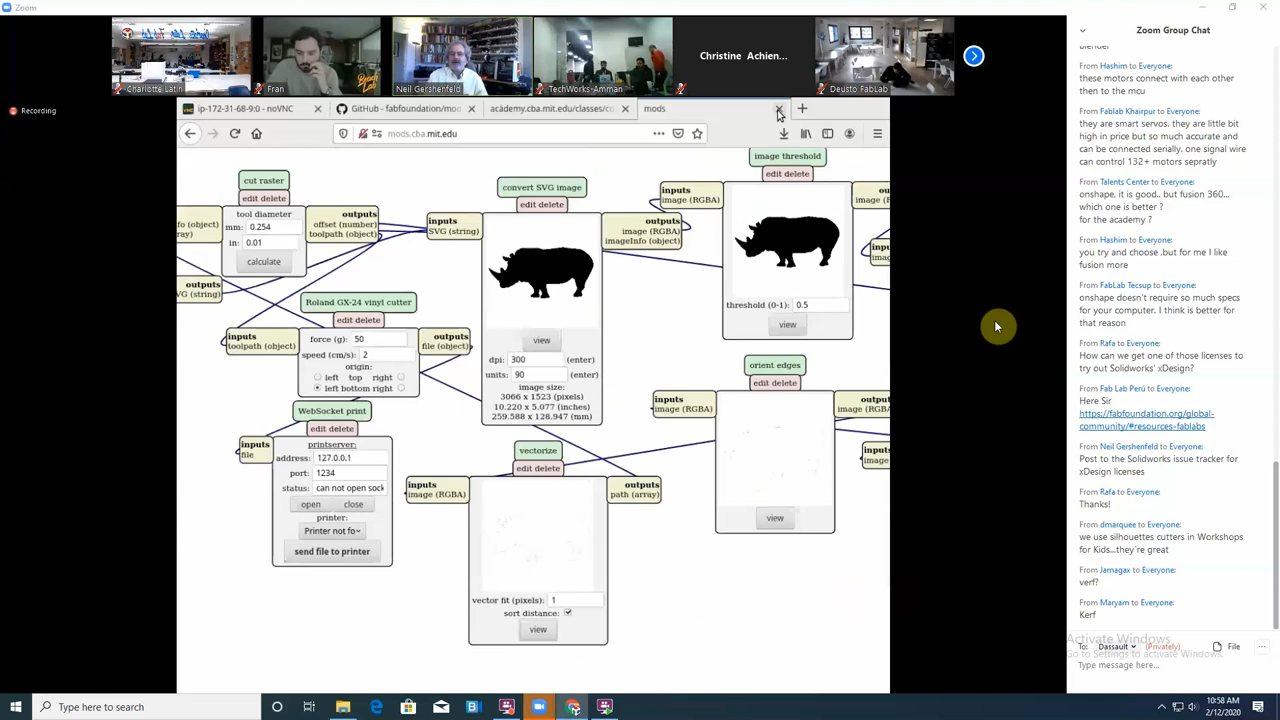 Zoom
Charlotte Latin
Fran
Neil Gershenfeld
TechWorks-Amman
Christine Achien...
Deusto FabLab
Recording
ip-172-31-68-9:0 - noVNC
GitHub - fabfoundation/mo
academy.cba.mit.edu/classes/co
mods
mods.cba.mit.edu
cut raster
edit delete
tool diameter
mm: 0.254
in: 0.01
calculate
outputs
offset (number)
toolpath (object)
fo (object)
ray)
VG (string)
Roland GX-24 vinyl cutter
edit delete
inputs
toolpath (object)
force (g): 50
speed (cm/s): 2
origin:
left top right
left bottom right
outputs
file (object)
WebSocket print
edit delete
inputs
file
printserver:
address: 127.0.0.1
port: 1234
status: can not open sock
open close
printer:
Printer not fo
send file to printer
convert SVG image
edit delete
inputs
SVG (string)
outputs
image (RGBA)
imageInfo (object)
view
dpi: 300 (enter)
units: 90 (enter)
image size:
3066 x 1523 (pixels)
10.220 x 5.077 (inches)
259.588 x 128.947 (mm)
vectorize
edit delete
inputs
image (RGBA)
outputs
path (array)
vector fit (pixels): 1
sort distance:
view
image threshold
edit delete
inputs
image (RGBA)
threshold (0-1): 0.5
view
inputs
image
orient edges
edit delete
inputs
image (RGBA)
outputs
image (RGBA)
view
Zoom Group Chat
blender
From Hashim to Everyone:
these motors connect with each other
then to the mcu
From Fablab Khairpur to Everyone:
they are smart servos. they are little bit
high in price but so much accurate and
can be connected serially. one signal wire
can control 132+ motors sepratly
From Talents Center to Everyone:
onshape, it is good.. but fusion 360...
which one is better ?
for the academy ?
From Hashim to Everyone:
you try and choose ,but for me I like
fusion more
From FabLab Tecsup to Everyone:
onshape doesn't require so much specs
for your computer. I think is better for
that reason
From Rafa to Everyone:
How can we get one of those licenses to
try out Solidworks' xDesign?
From Fab Lab Perú to Everyone:
Here Sir
https://fabfoundation.org/global-
community/#resources-fablabs
From Neil Gershenfeld to Everyone:
Post to the Solidworks issue tracker for
xDesign licenses
From Rafa to Everyone:
Thanks!
From dmarquee to Everyone:
we use silhouettes cutters in Workshops
for Kids...they're great
From Jamagax to Everyone:
verf?
From Maryam to Everyone:
Kerf
Activate Windows
Go to Settings to activate Windows.
To: Dassault (Privately)
File
Type message here...
Type here to search
10:58 AM
2/12/2020